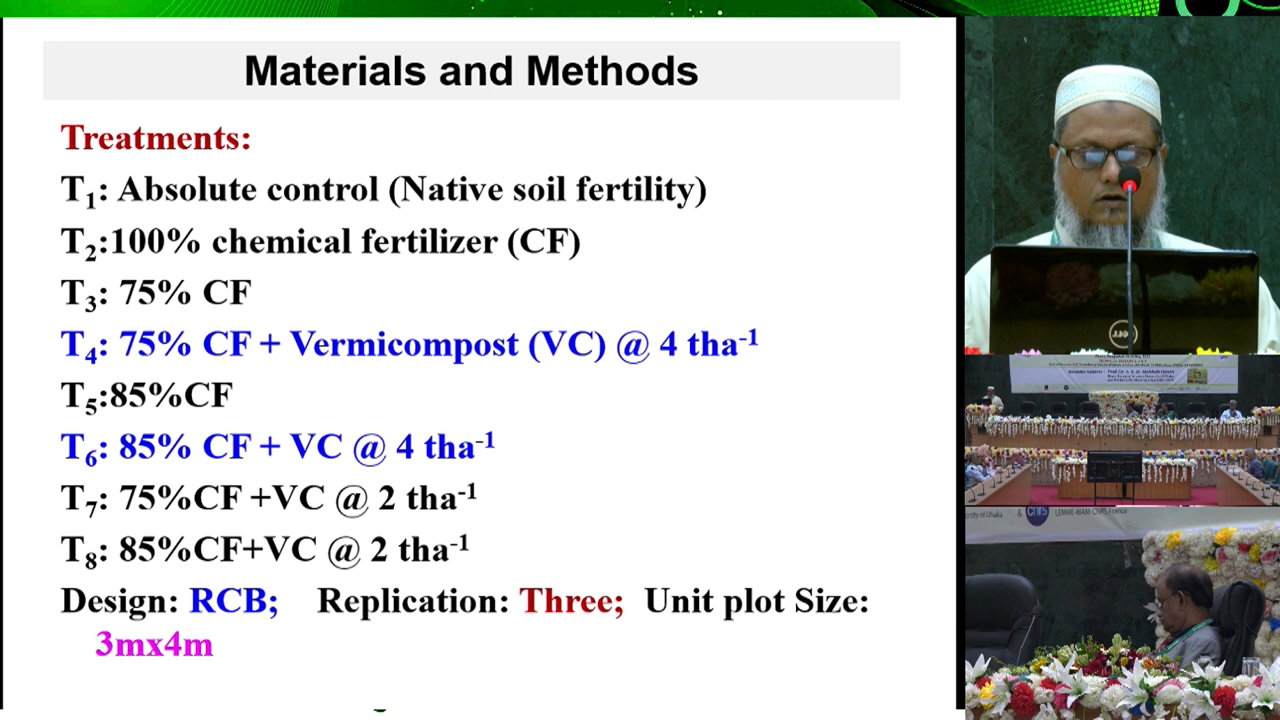 Materials and Methods
Treatments:
T₁: Absolute control (Native soil fertility)
T₂:100% chemical fertilizer (CF)
T₃: 75% CF
T₄: 75% CF + Vermicompost (VC) @ 4 tha⁻¹
T₅:85%CF
T₆: 85% CF + VC @ 4 tha⁻¹
T₇: 75%CF +VC @ 2 tha⁻¹
T₈: 85%CF+VC @ 2 tha⁻¹
Design: RCB; Replication: Three; Unit plot Size:
3mx4m
& cnrs